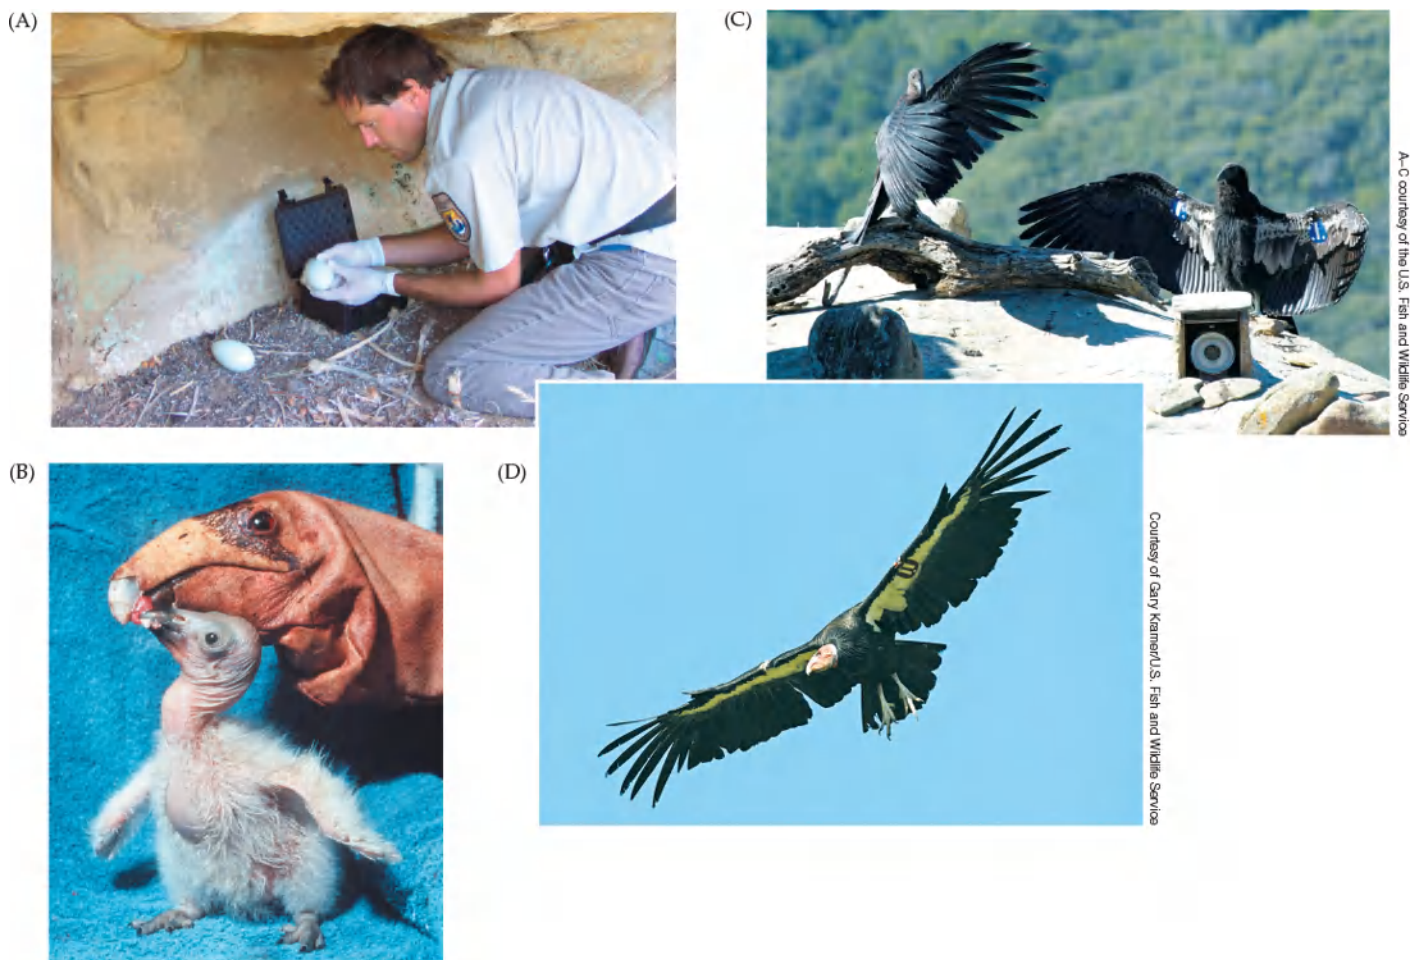 (A)
(C)
A–C courtesy of the U.S. Fish and Wildlife Service
(B)
(D)
Courtesy of Gary Kramer/U.S. Fish and Wildlife Service